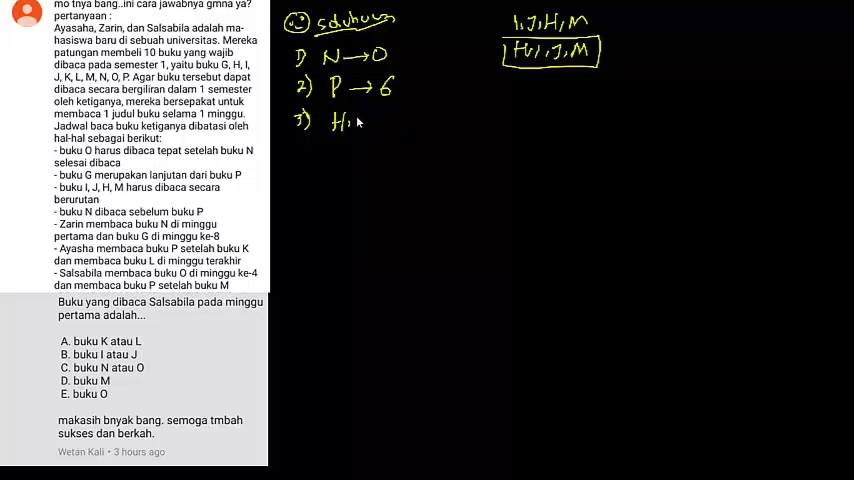 mo tnya bang..ini cara jawabnya gmna ya?
pertanyaan :
Ayasaha, Zarin, dan Salsabila adalah ma-
hasiswa baru di sebuah universitas. Mereka
patungan membeli 10 buku yang wajib
dibaca pada semester 1, yaitu buku G, H, I,
J, K, L, M, N, O, P. Agar buku tersebut dapat
dibaca secara bergiliran dalam 1 semester
oleh ketiganya, mereka bersepakat untuk
membaca 1 judul buku selama 1 minggu.
Jadwal baca buku ketiganya dibatasi oleh
hal-hal sebagai berikut:
- buku O harus dibaca tepat setelah buku N
selesai dibaca
- buku G merupakan lanjutan dari buku P
- buku I, J, H, M harus dibaca secara
berurutan
- buku N dibaca sebelum buku P
- Zarin membaca buku N di minggu
pertama dan buku G di minggu ke-8
- Ayasha membaca buku P setelah buku K
dan membaca buku L di minggu terakhir
- Salsabila membaca buku O di minggu ke-4
dan membaca buku P setelah buku M
Buku yang dibaca Salsabila pada minggu
pertama adalah...
A. buku K atau L
B. buku I atau J
C. buku N atau O
D. buku M
E. buku O
makasih bnyak bang. semoga tmbah
sukses dan berkah.
Wetan Kali • 3 hours ago
1) N → O
2) P → G
3) H,
I, J, H, M
H, I, J, M